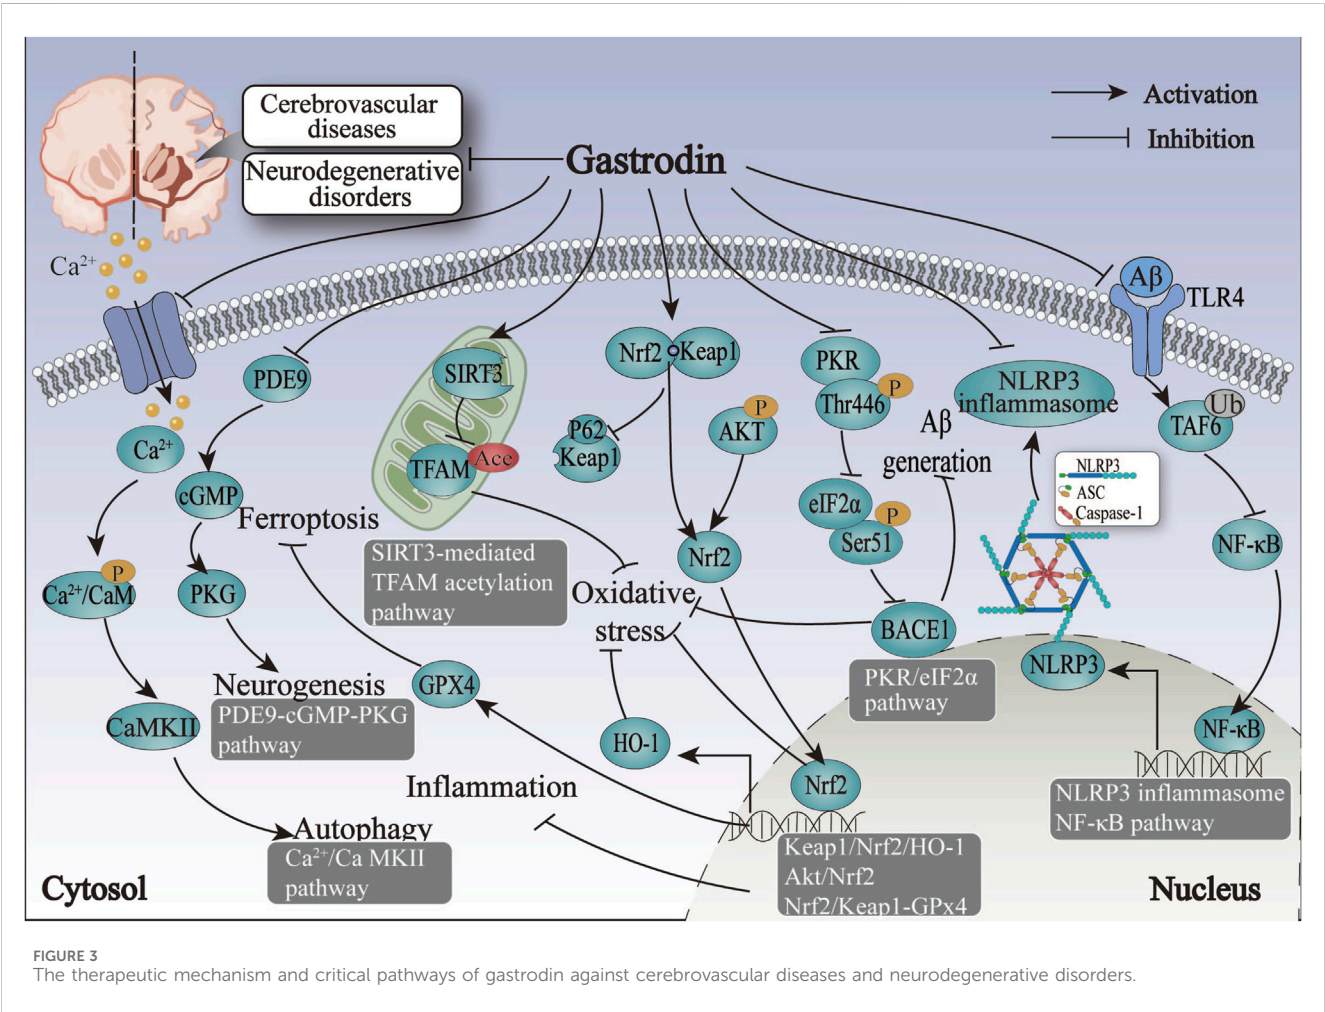 Cerebrovascular
diseases
Neurodegenerative
disorders
Gastrodin
Activation
Inhibition
Ca²⁺
Aβ
TLR4
PDE9
SIRT3
Nrf2
Keap1
PKR
Thr446
P
NLRP3
inflammasome
Ub
TAF6
Ca²⁺
cGMP
TFAM
Ace
P62
Keap1
P
AKT
Aβ
generation
NLRP3
ASC
Caspase-1
Ferroptosis
eIF2α
P
Ser51
NF-κB
P
Ca²⁺/CaM
PKG
SIRT3-mediated
TFAM acetylation
pathway
Nrf2
Oxidative
stress
BACE1
NLRP3
Neurogenesis
PDE9-cGMP-PKG
pathway
GPX4
PKR/eIF2α
pathway
CaMKII
HO-1
NF-κB
Inflammation
Nrf2
NLRP3 inflammasome
NF-κB pathway
Autophagy
Ca²⁺/Ca MKII
pathway
Keap1/Nrf2/HO-1
Akt/Nrf2
Nrf2/Keap1-GPx4
Cytosol
Nucleus
FIGURE 3
The therapeutic mechanism and critical pathways of gastrodin against cerebrovascular diseases and neurodegenerative disorders.